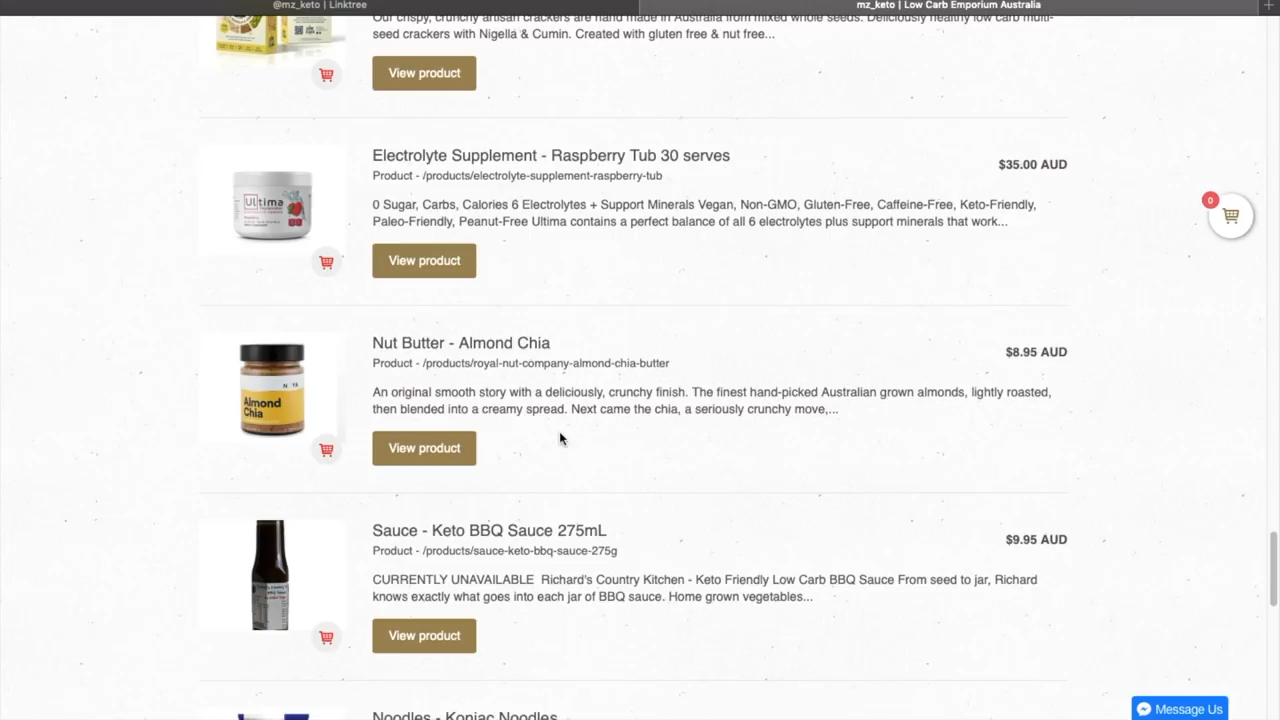 @mz_keto | Linktree
mz_keto | Low Carb Emporium Australia
Our crispy, crunchy artisan crackers are hand made in Australia from mixed whole seeds. Deliciously healthy low carb multi-
seed crackers with Nigella & Cumin. Created with gluten free & nut free...
View product
Electrolyte Supplement - Raspberry Tub 30 serves
$35.00 AUD
Product - /products/electrolyte-supplement-raspberry-tub
0 Sugar, Carbs, Calories 6 Electrolytes + Support Minerals Vegan, Non-GMO, Gluten-Free, Caffeine-Free, Keto-Friendly,
Paleo-Friendly, Peanut-Free Ultima contains a perfect balance of all 6 electrolytes plus support minerals that work...
Ultima
View product
0
Nut Butter - Almond Chia
$8.95 AUD
Product - /products/royal-nut-company-almond-chia-butter
An original smooth story with a deliciously, crunchy finish. The finest hand-picked Australian grown almonds, lightly roasted,
then blended into a creamy spread. Next came the chia, a seriously crunchy move,...
Almond
Chia
View product
Sauce - Keto BBQ Sauce 275mL
$9.95 AUD
Product - /products/sauce-keto-bbq-sauce-275g
CURRENTLY UNAVAILABLE Richard's Country Kitchen - Keto Friendly Low Carb BBQ Sauce From seed to jar, Richard
knows exactly what goes into each jar of BBQ sauce. Home grown vegetables...
View product
Noodles - Konjac Noodles
Message Us